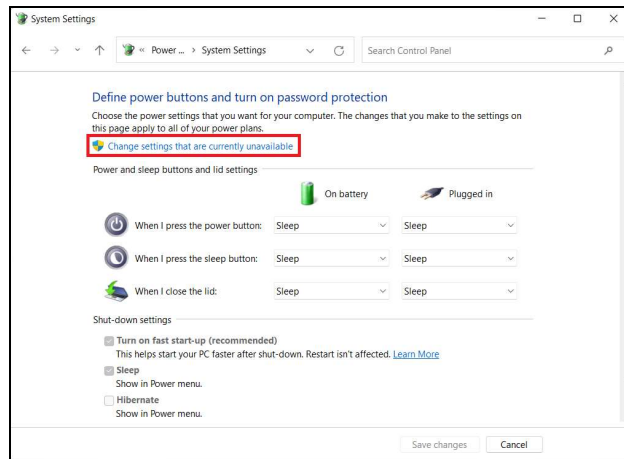 System Settings
« Power ... › System Settings
Search Control Panel
Define power buttons and turn on password protection
Choose the power settings that you want for your computer. The changes that you make to the settings on
this page apply to all of your power plans.
Change settings that are currently unavailable
Power and sleep buttons and lid settings
On battery Plugged in
When I press the power button: Sleep Sleep
When I press the sleep button: Sleep Sleep
When I close the lid: Sleep Sleep
Shut-down settings
Turn on fast start-up (recommended)
This helps start your PC faster after shut-down. Restart isn't affected. Learn More
Sleep
Show in Power menu.
Hibernate
Show in Power menu.
Save changes Cancel